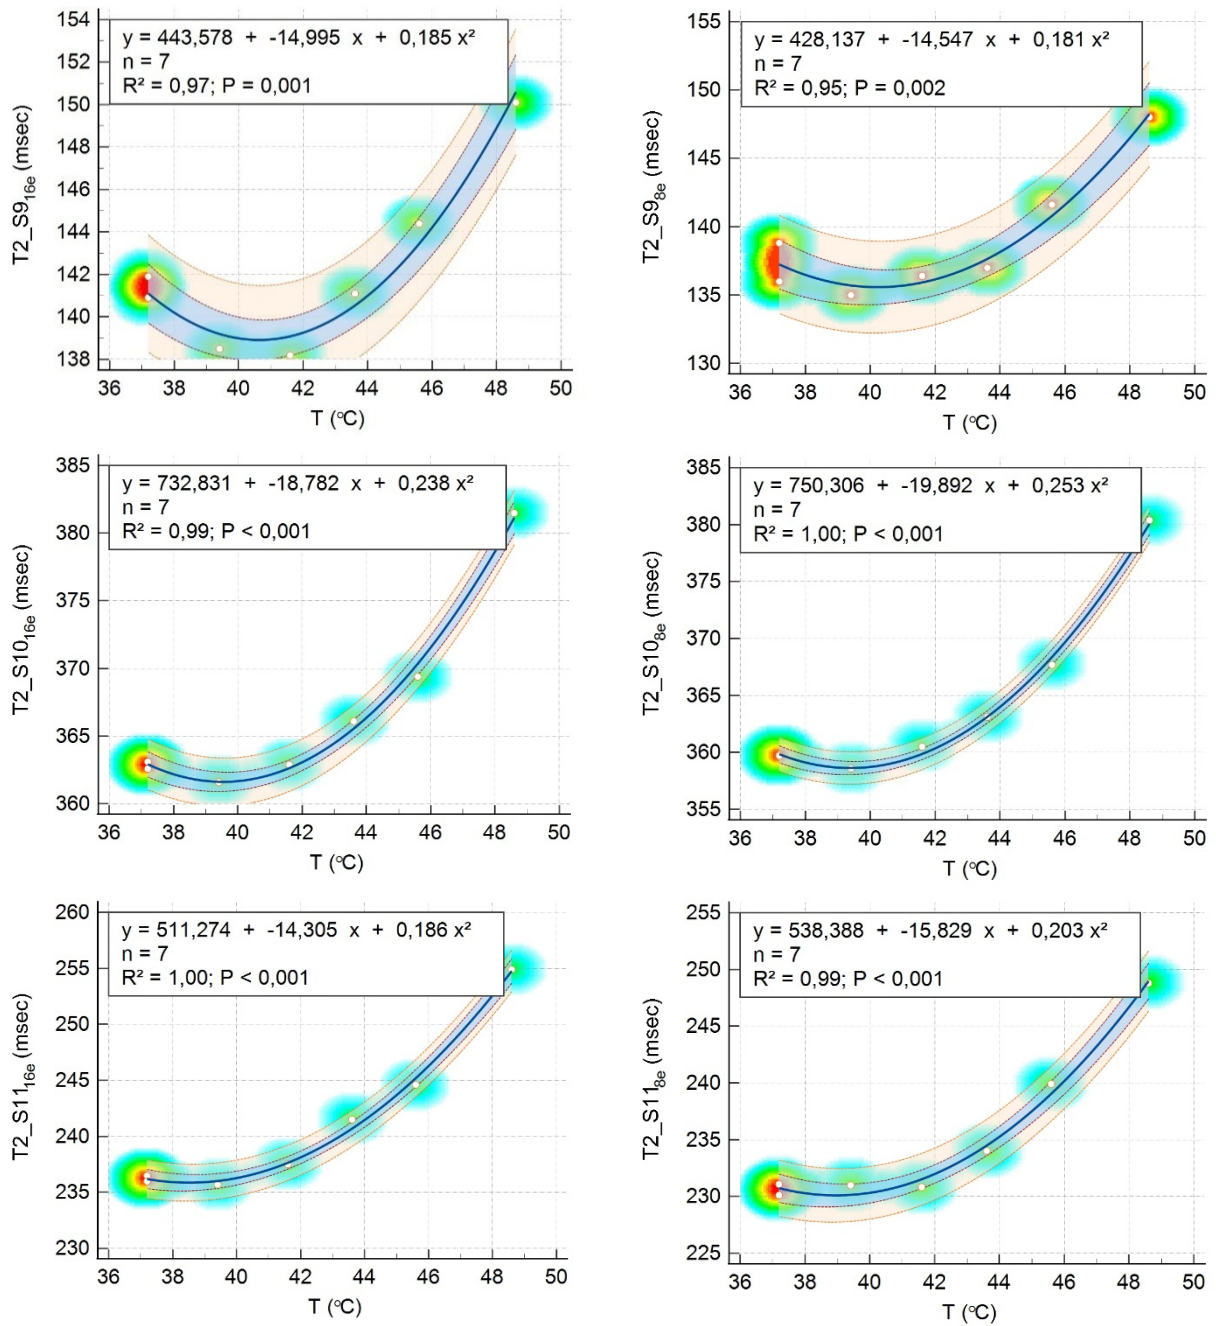 y = 443,578 + -14,995 x + 0,185 x²
n = 7
R² = 0,97; P = 0,001
T2_S9₁₆ₑ (msec)
154
152
150
148
146
144
142
140
138
36 38 40 42 44 46 48 50
T (°C)
y = 428,137 + -14,547 x + 0,181 x²
n = 7
R² = 0,95; P = 0,002
T2_S9₈ₑ (msec)
155
150
145
140
135
130
36 38 40 42 44 46 48 50
T (°C)
y = 732,831 + -18,782 x + 0,238 x²
n = 7
R² = 0,99; P < 0,001
T2_S10₁₆ₑ (msec)
385
380
375
370
365
360
36 38 40 42 44 46 48 50
T (°C)
y = 750,306 + -19,892 x + 0,253 x²
n = 7
R² = 1,00; P < 0,001
T2_S10₈ₑ (msec)
385
380
375
370
365
360
355
36 38 40 42 44 46 48 50
T (°C)
y = 511,274 + -14,305 x + 0,186 x²
n = 7
R² = 1,00; P < 0,001
T2_S11₁₆ₑ (msec)
260
255
250
245
240
235
230
36 38 40 42 44 46 48 50
T (°C)
y = 538,388 + -15,829 x + 0,203 x²
n = 7
R² = 0,99; P < 0,001
T2_S11₈ₑ (msec)
255
250
245
240
235
230
225
36 38 40 42 44 46 48 50
T (°C)